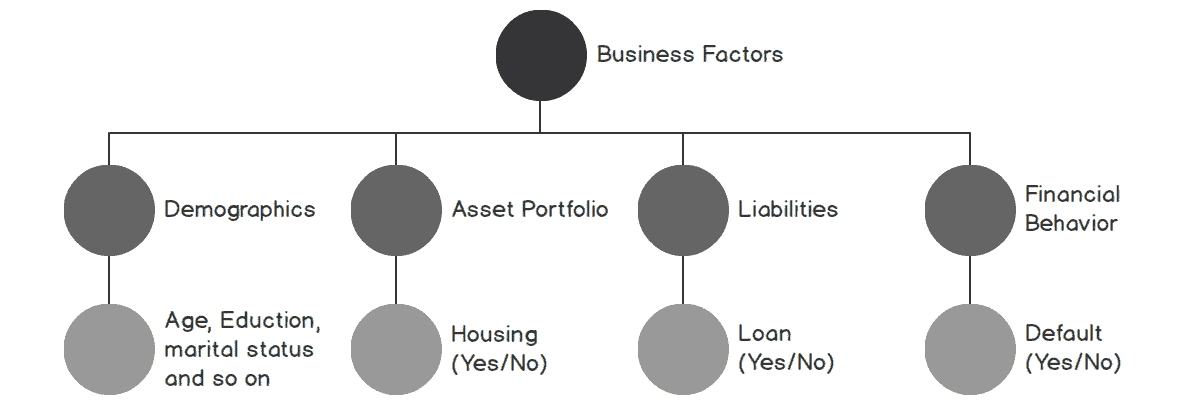 Business Factors
Demographics
Asset Portfolio
Liabilities
Financial
Behavior
Age, Eduction,
marital status
and so on
Housing
(Yes/No)
Loan
(Yes/No)
Default
(Yes/No)